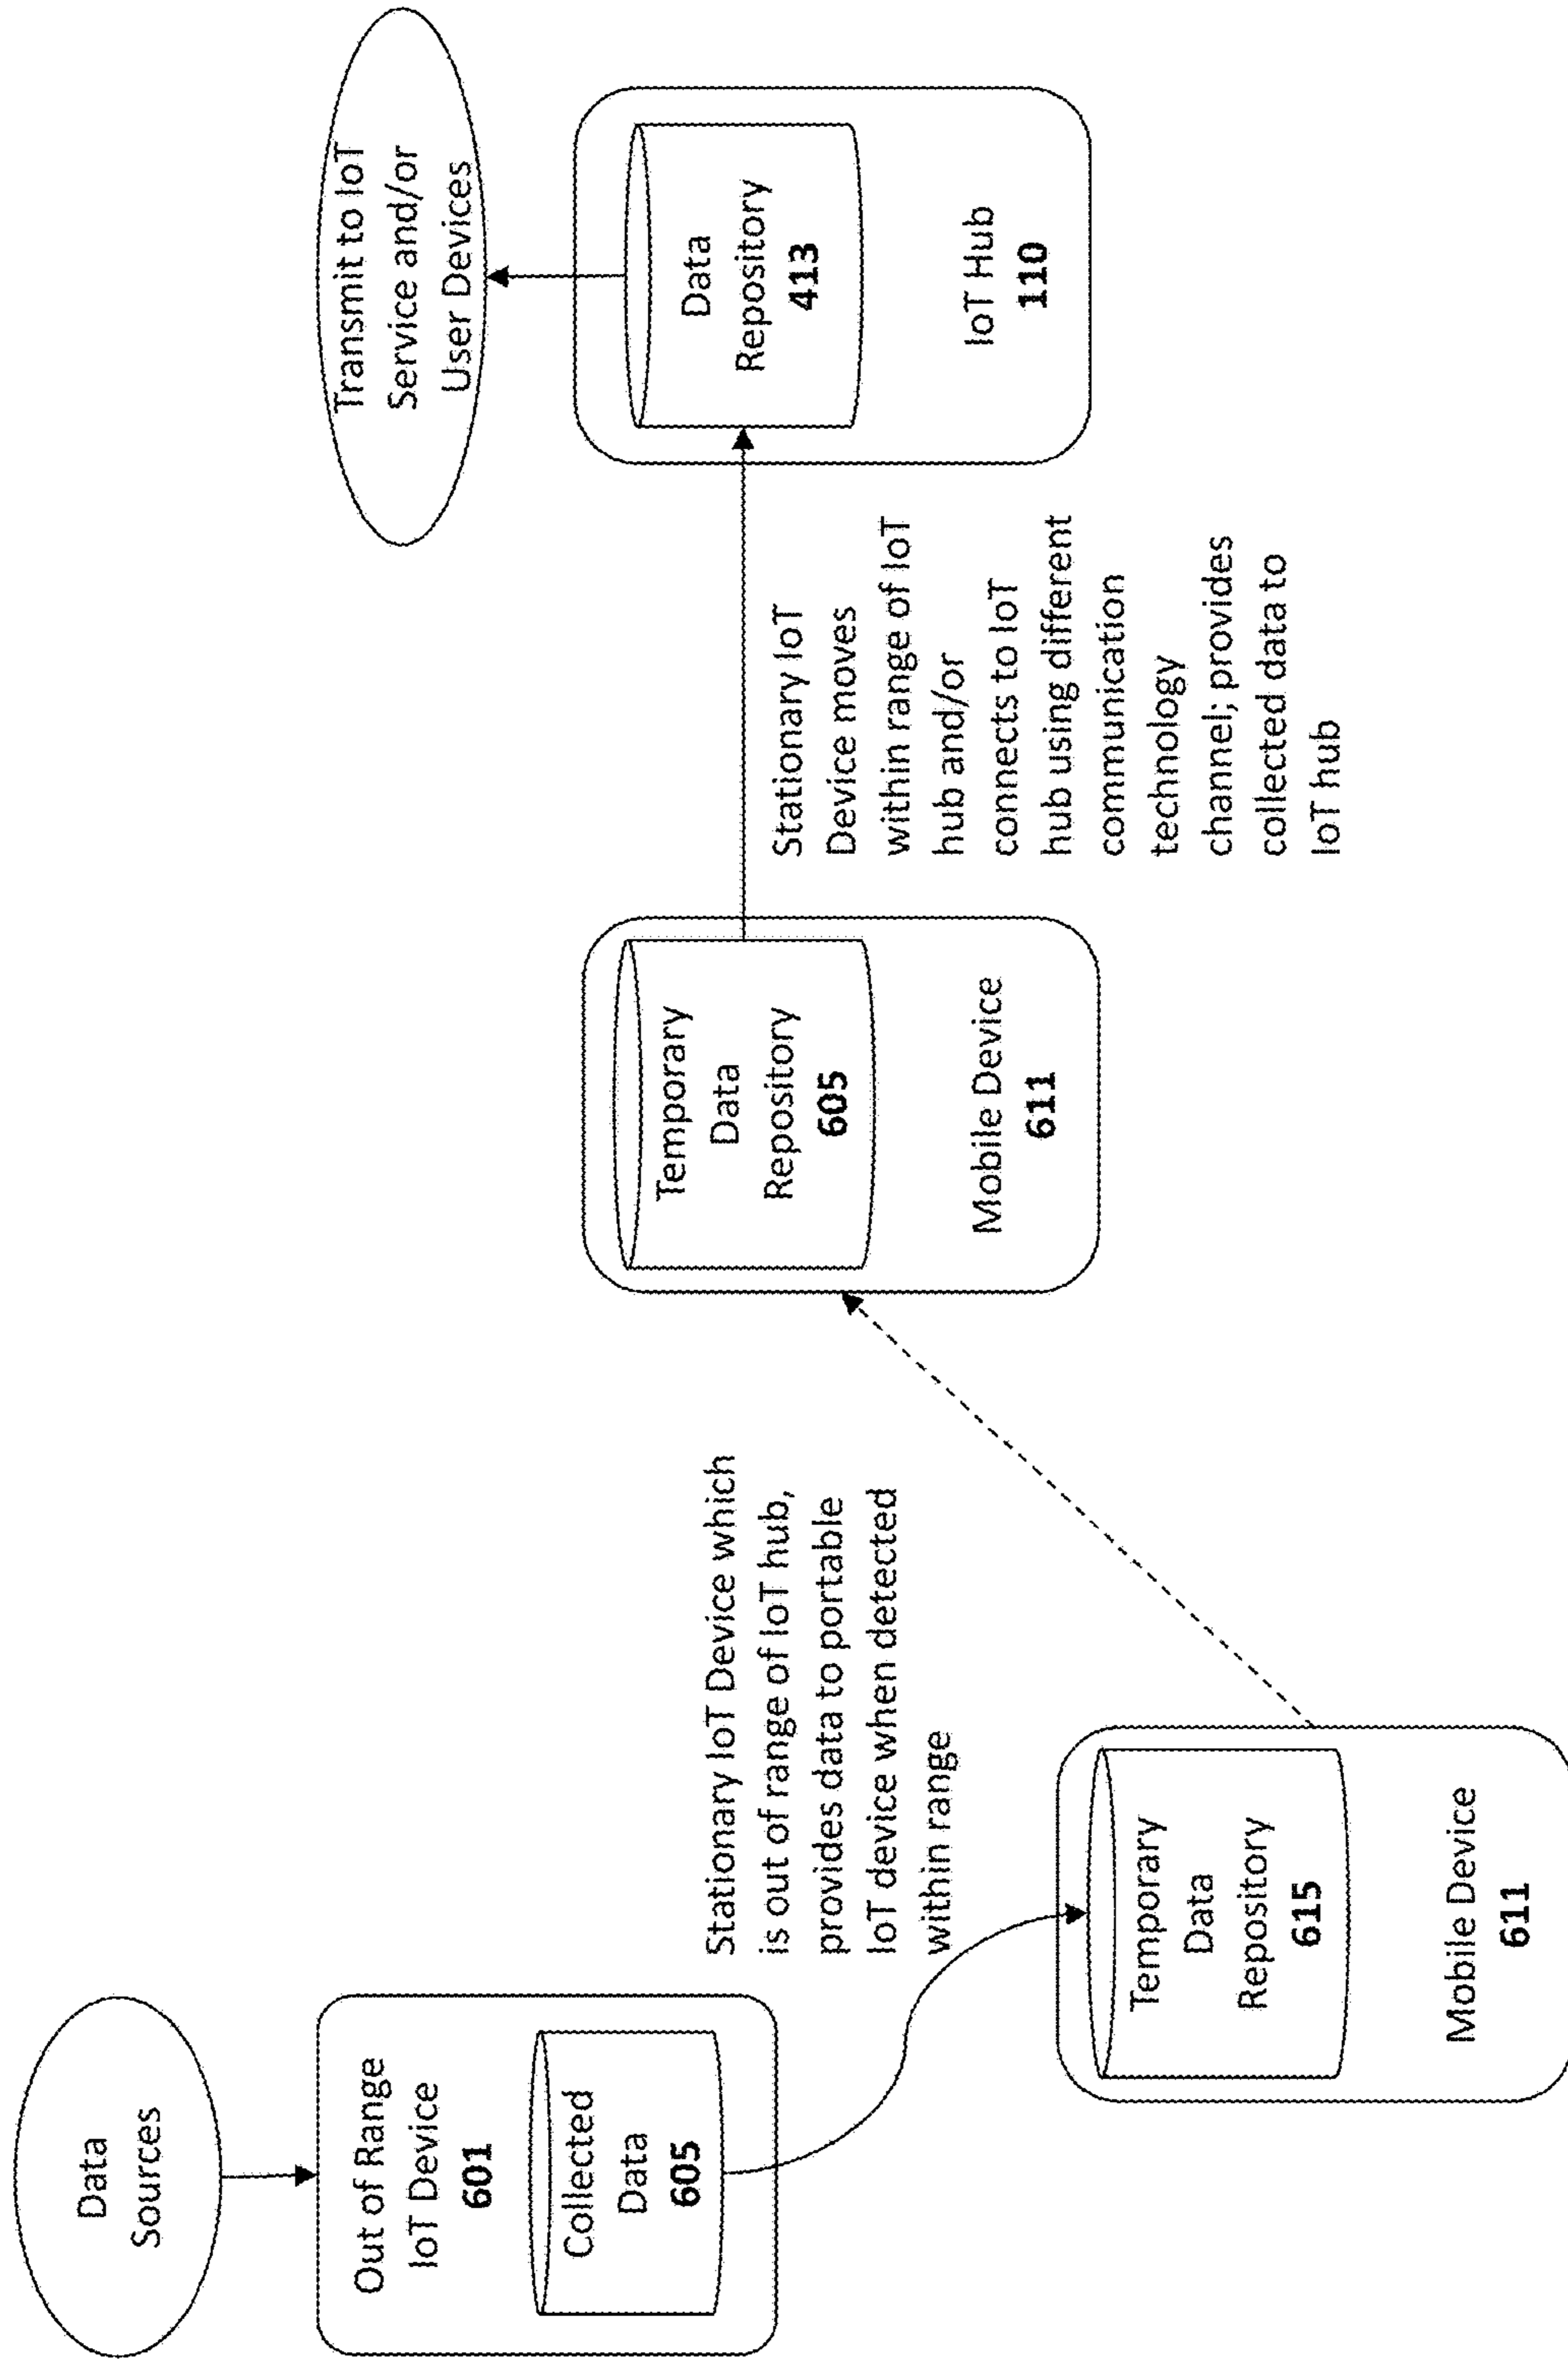 Data
Sources
Out of Range
IoT Device
601
Collected
Data
605
Stationary IoT Device which
is out of range of IoT hub,
provides data to portable
IoT device when detected
within range
Temporary
Data
Repository
615
Mobile Device
611
Temporary
Data
Repository
605
Mobile Device
611
Stationary IoT
Device moves
within range of IoT
hub and/or
connects to IoT
hub using different
communication
technology
channel; provides
collected data to
IoT hub
Transmit to IoT
Service and/or
User Devices
Data
Repository
413
IoT Hub
110